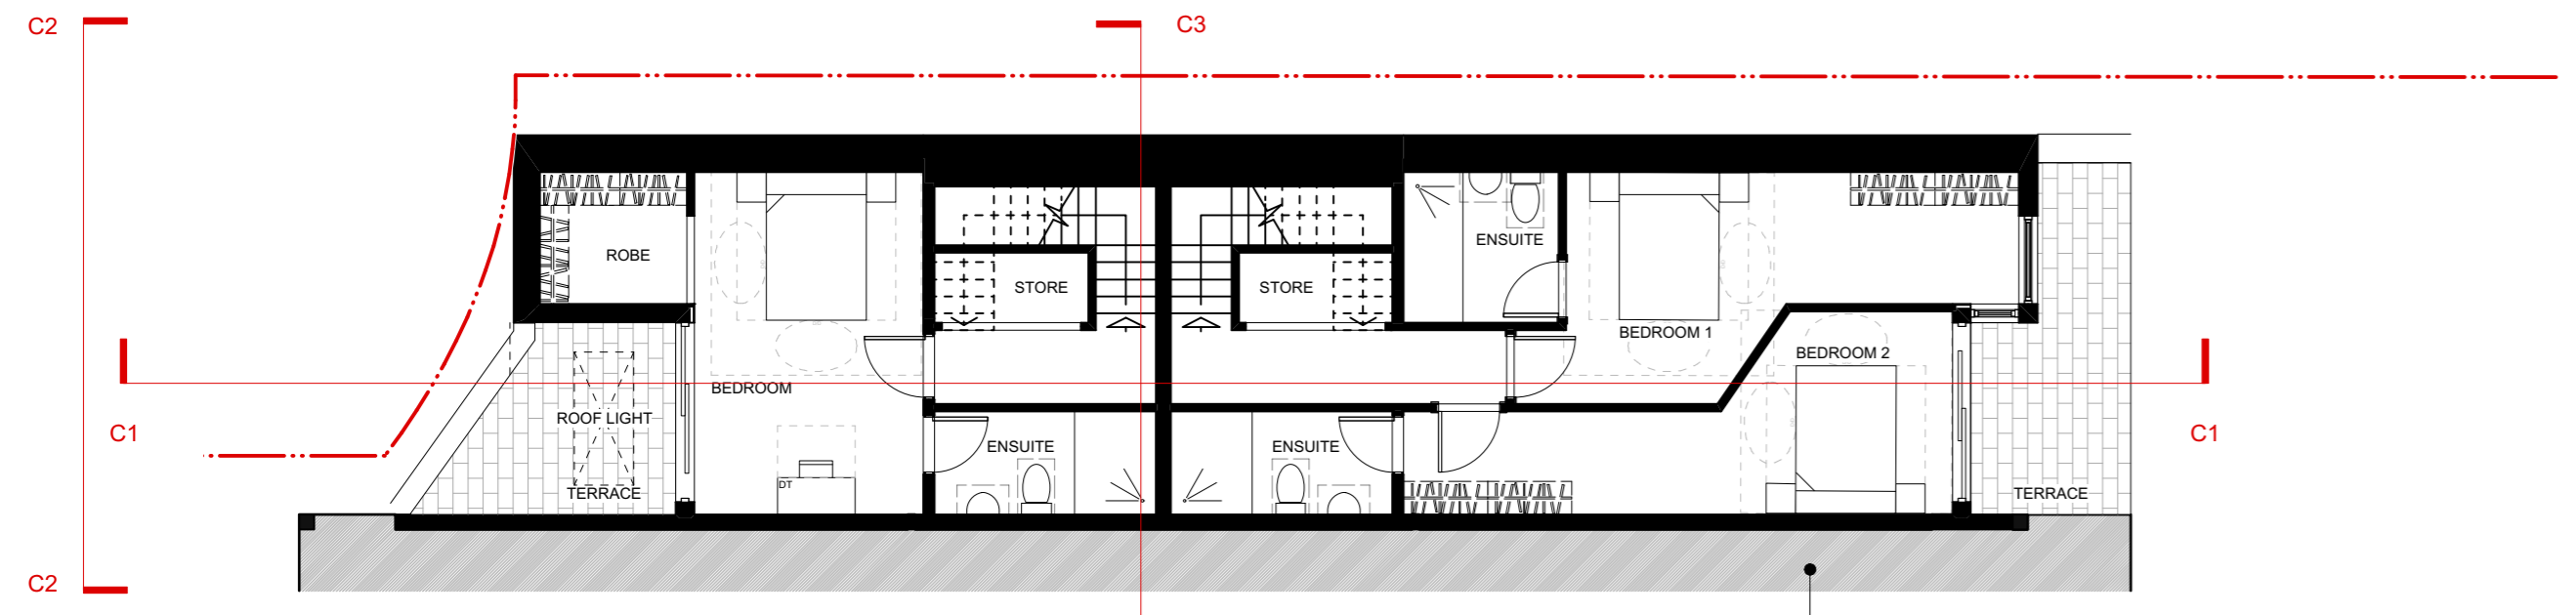 C2
C3
ROBE
STORE
STORE
ENSUITE
BEDROOM 1
BEDROOM 2
BEDROOM
ROOF LIGHT
C1
C1
ENSUITE
ENSUITE
DT
TERRACE
TERRACE
C2